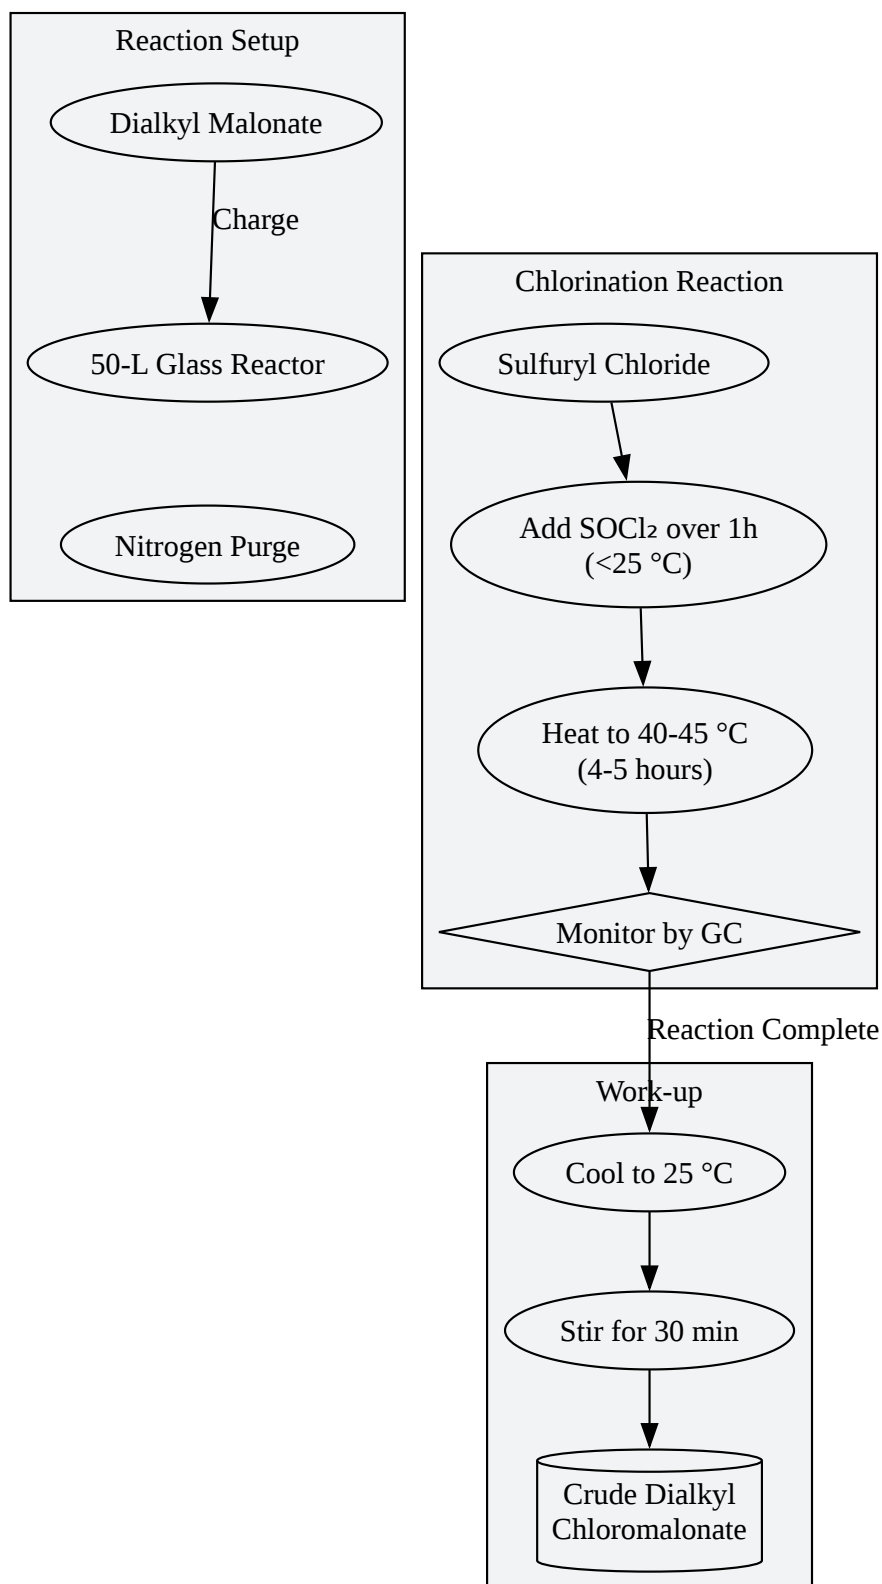 Reaction Setup
Dialkyl Malonate
Charge
50-L Glass Reactor
Nitrogen Purge
Chlorination Reaction
Sulfuryl Chloride
Add SOCl₂ over 1h
(<25 °C)
Heat to 40-45 °C
(4-5 hours)
Monitor by GC
Reaction Complete
Work-up
Cool to 25 °C
Stir for 30 min
Crude Dialkyl
Chloromalonate